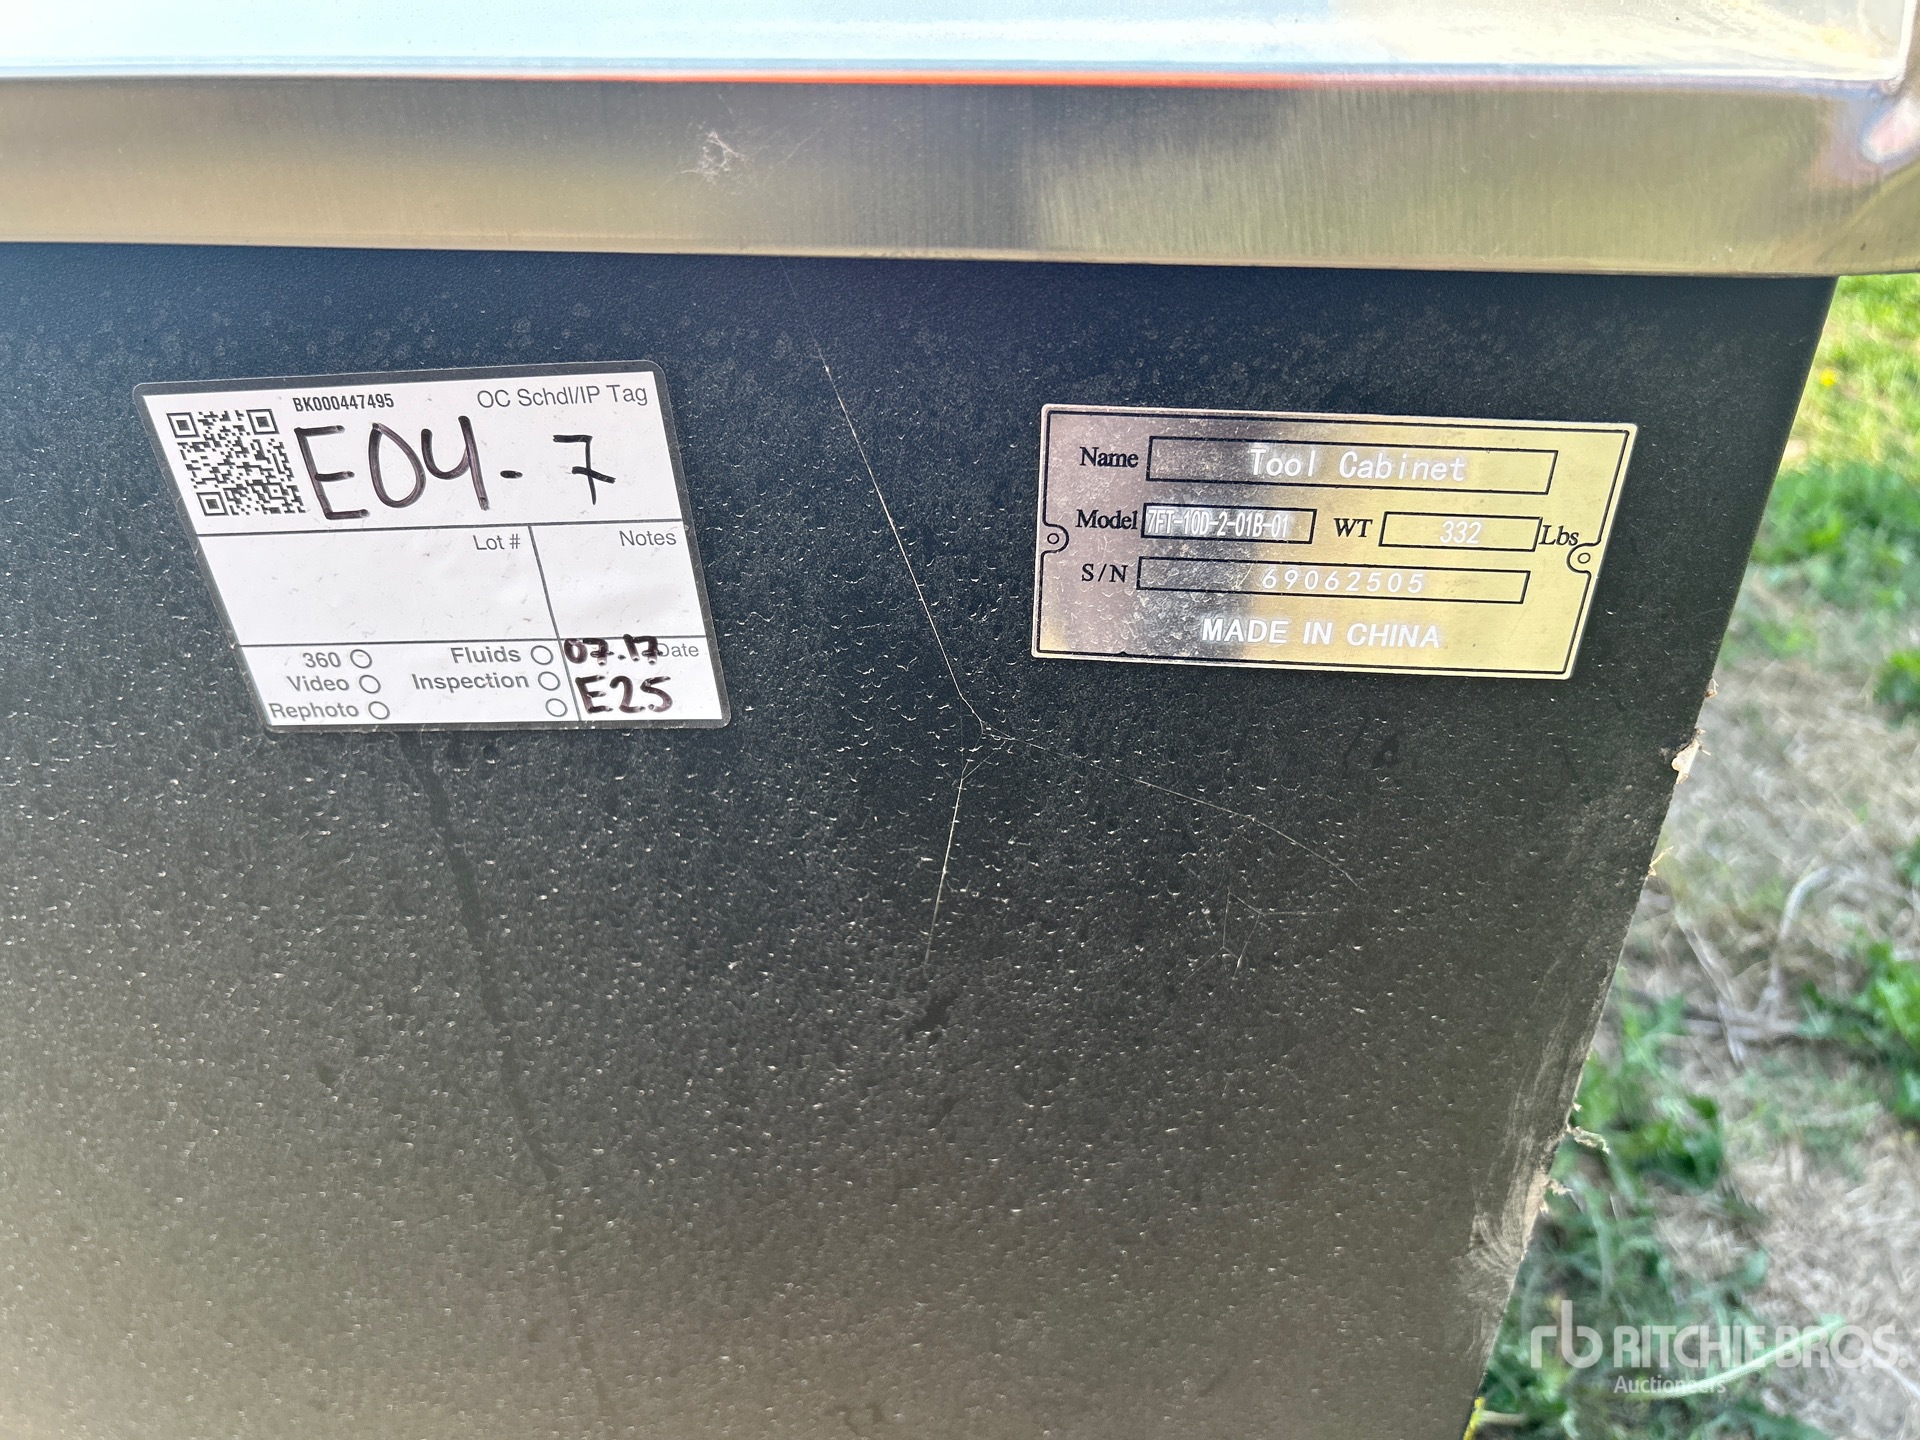 BK000447495 OC Schdl/IP Tag
E04-7
Lot # Notes
360 Fluids 07.17 Date
Video Inspection E25
Rephoto
Name Tool Cabinet
Model 7FT-10D-2-01B-01 WT 332 Lbs
S/N 69062505
MADE IN CHINA
rb RITCHIE BROS.
Auctioneers